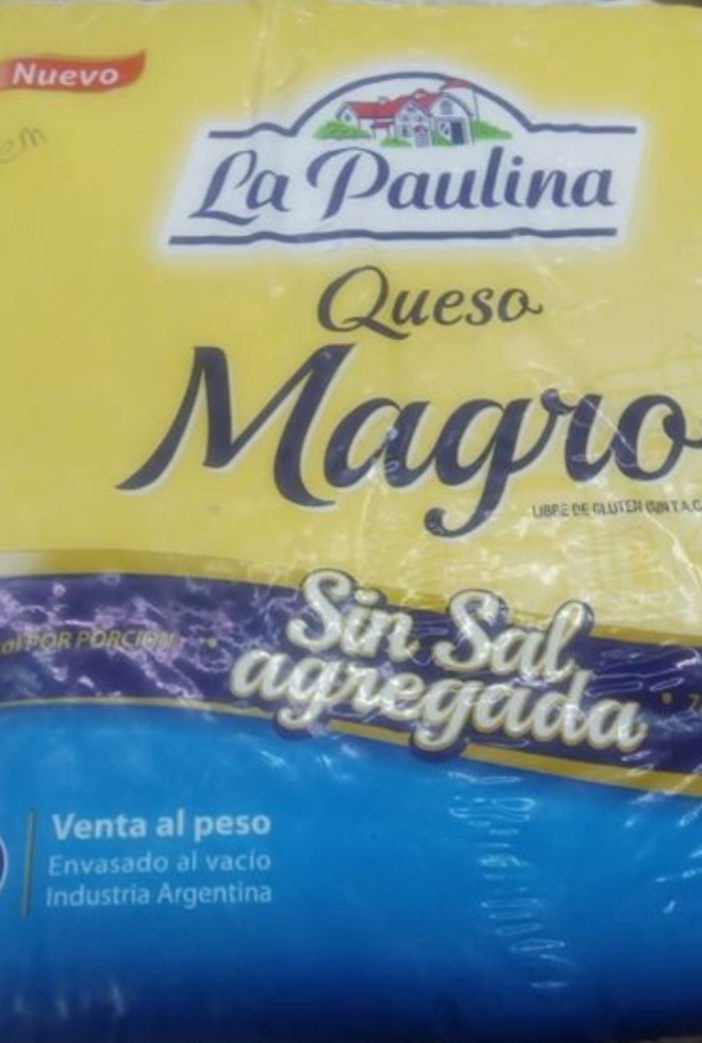 Nuevo
La Paulina
Queso
Magro
LIBRE DE GLUTEN
POR PORCIÓN
Sin Sal
agregada
Venta al peso
Envasado al vacío
Industria Argentina